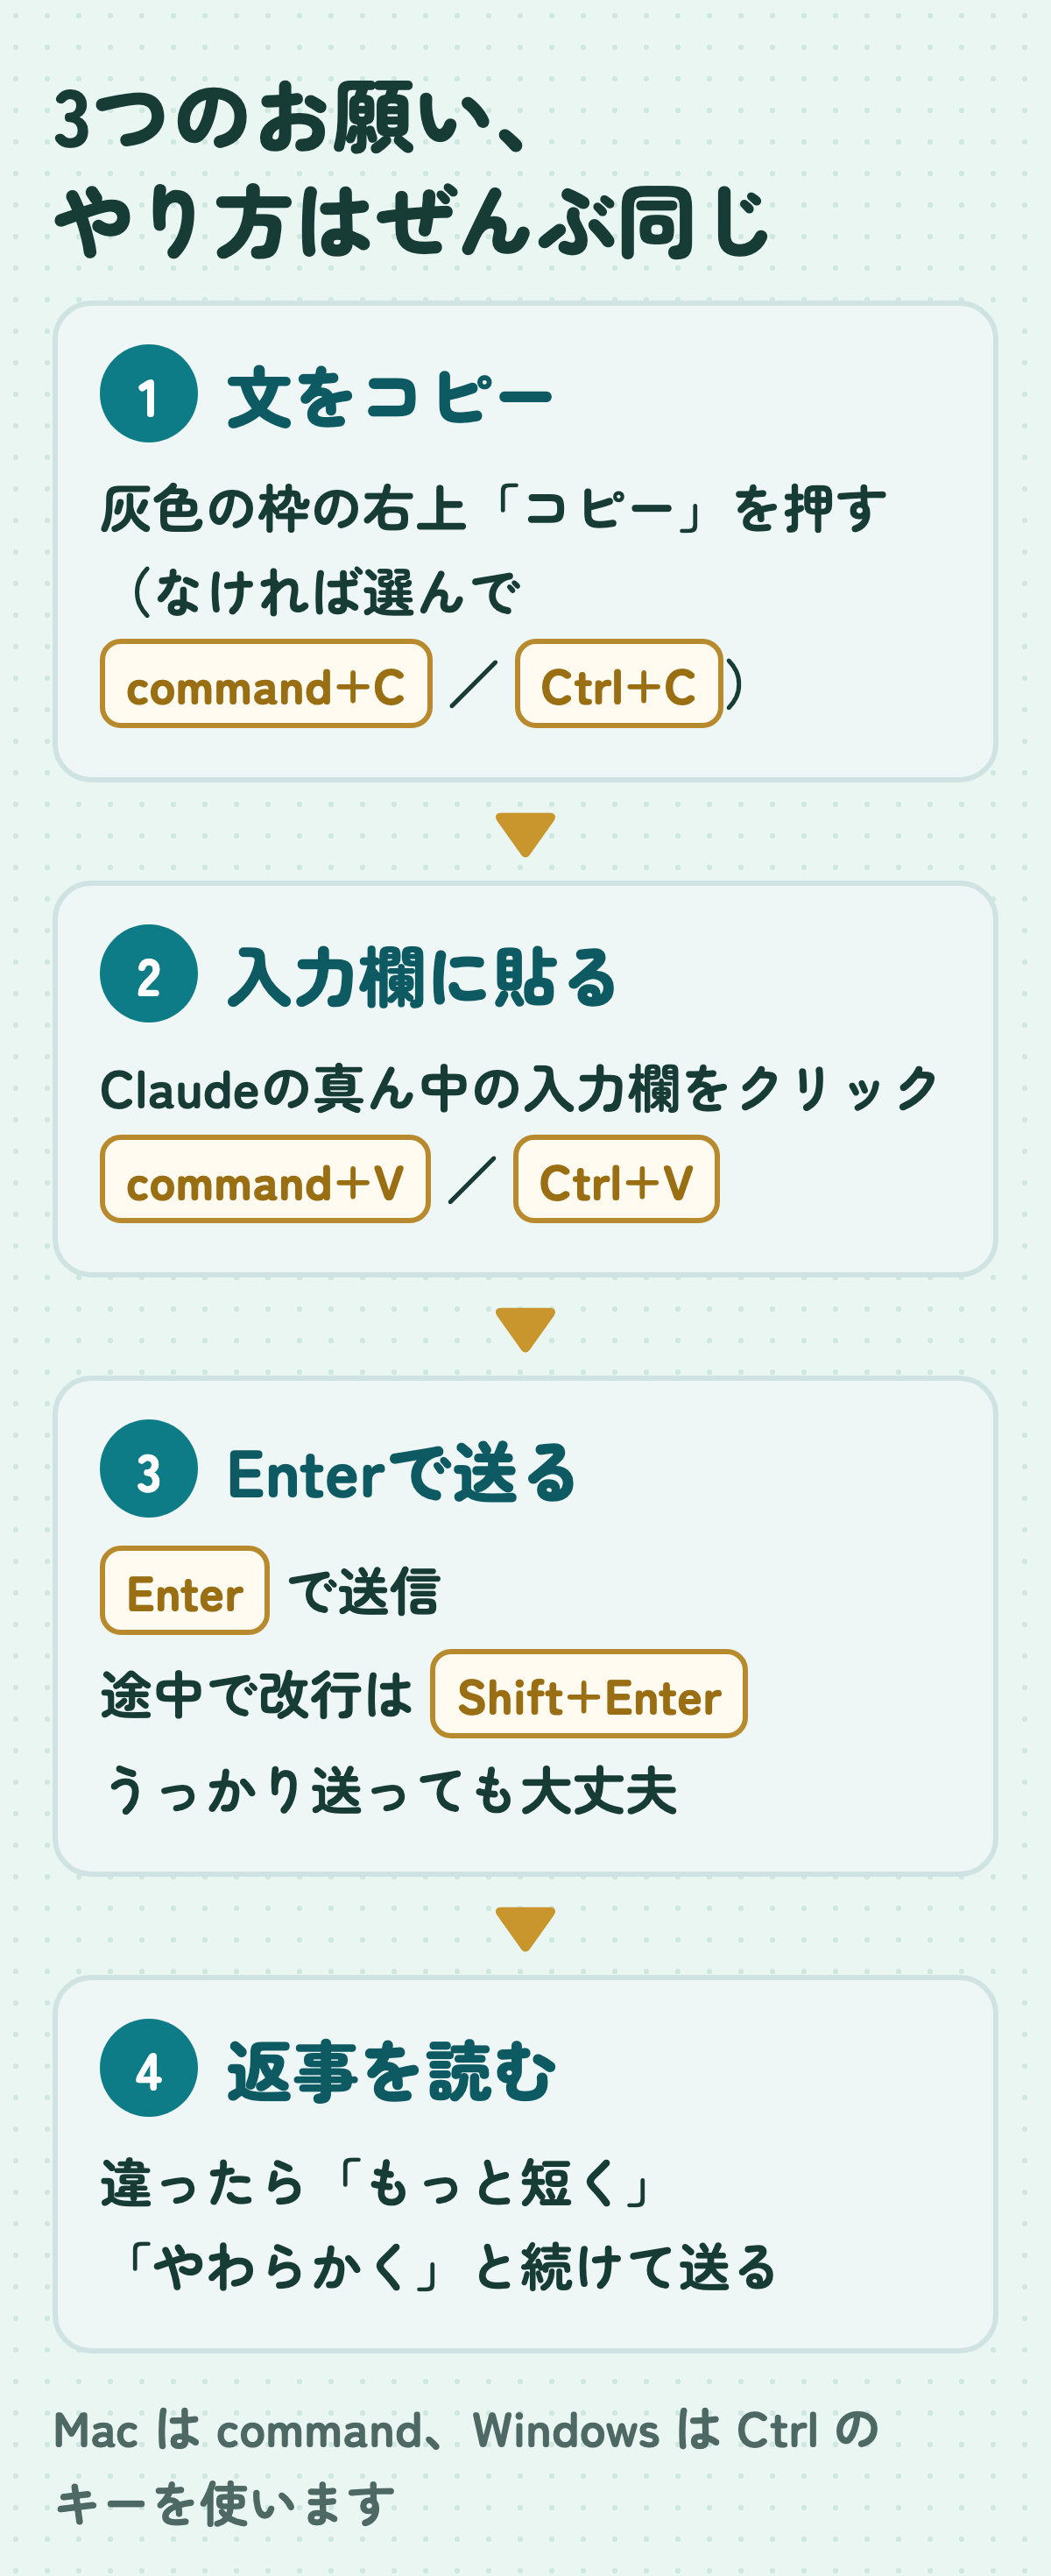 3つのお願い、
やり方はぜんぶ同じ
1 文をコピー
灰色の枠の右上「コピー」を押す
（なければ選んで
command+C ／ Ctrl+C）
2 入力欄に貼る
Claudeの真ん中の入力欄をクリック
command+V ／ Ctrl+V
3 Enterで送る
Enter で送信
途中で改行は Shift+Enter
うっかり送っても大丈夫
4 返事を読む
違ったら「もっと短く」
「やわらかく」と続けて送る
Mac は command、Windows は Ctrl の
キーを使います